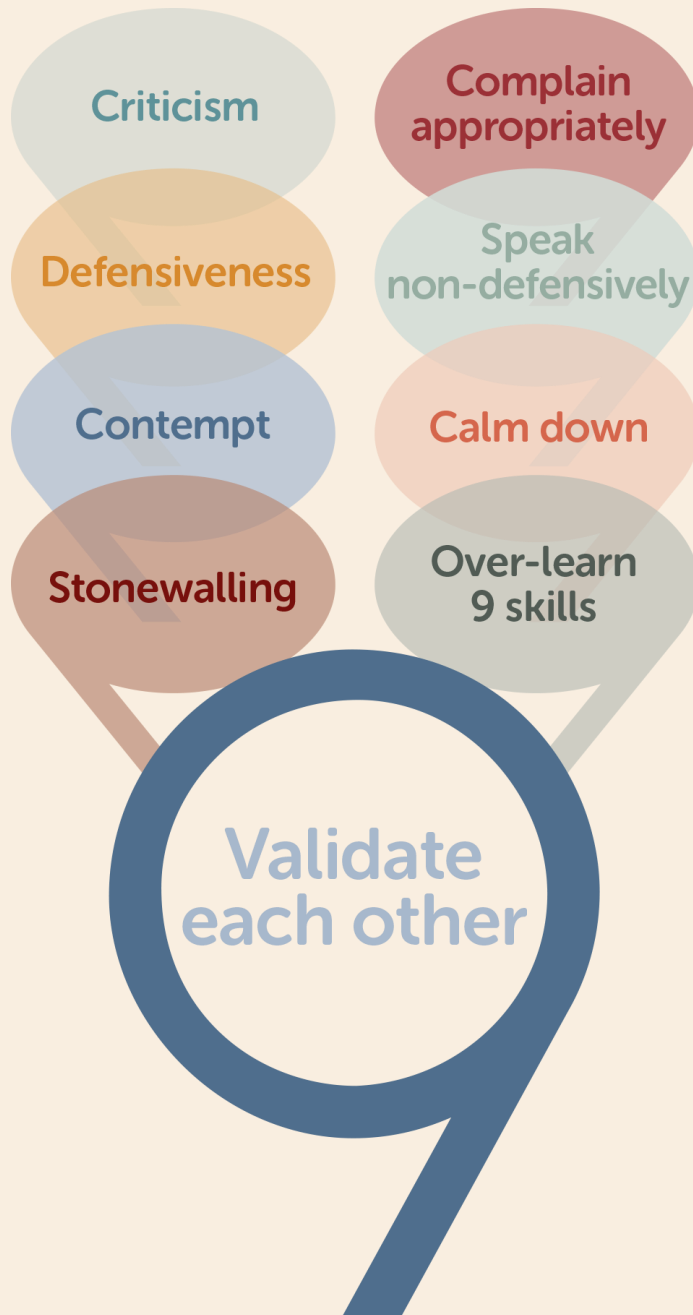 Criticism
Defensiveness
Contempt
Stonewalling
Complain
appropriately
Speak
non-defensively
Calm down
Over-learn
9 skills
Validate
each other